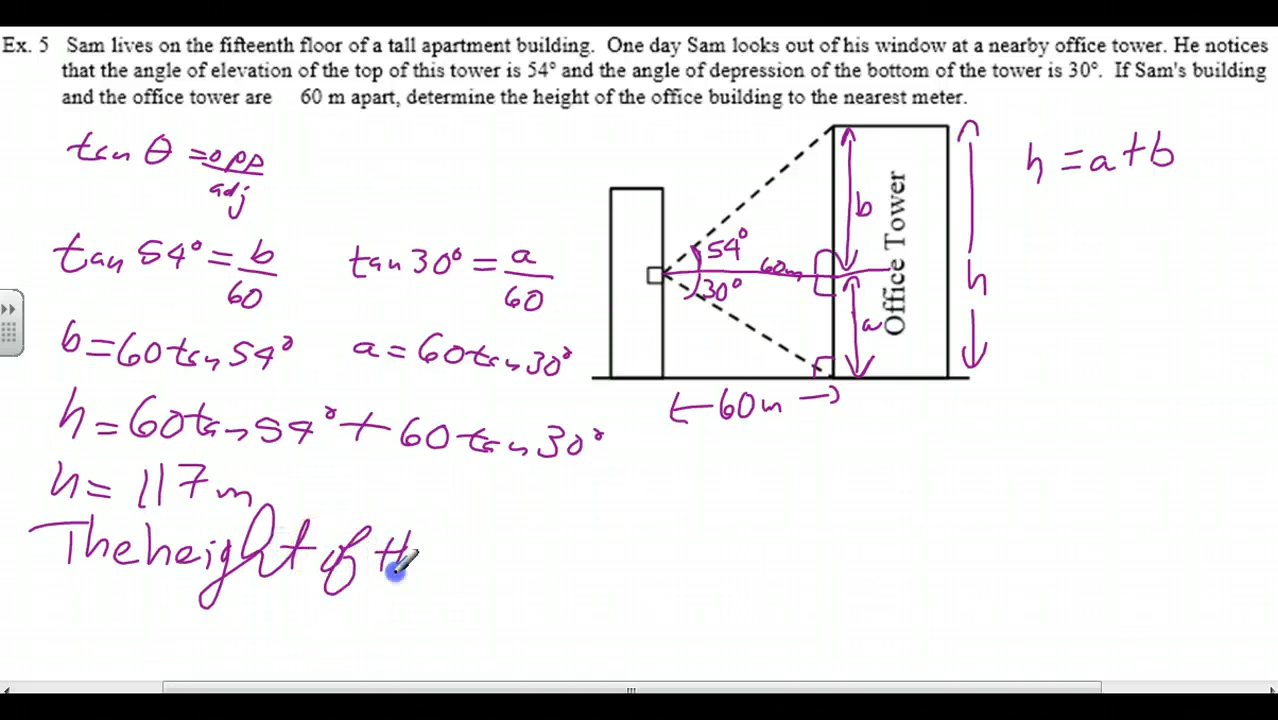 Ex. 5 Sam lives on the fifteenth floor of a tall apartment building. One day Sam looks out of his window at a nearby office tower. He notices
that the angle of elevation of the top of this tower is 54° and the angle of depression of the bottom of the tower is 30°. If Sam's building
and the office tower are 60 m apart, determine the height of the office building to the nearest meter.
tan θ = opp/adj
h = a + b
tan 54° = b/60
tan 30° = a/60
b = 60 tan 54°
a = 60 tan 30°
h = 60 tan 54° + 60 tan 30°
h = 117 m
The height of th
54°
30°
60m
b
a
Office Tower
h
60m